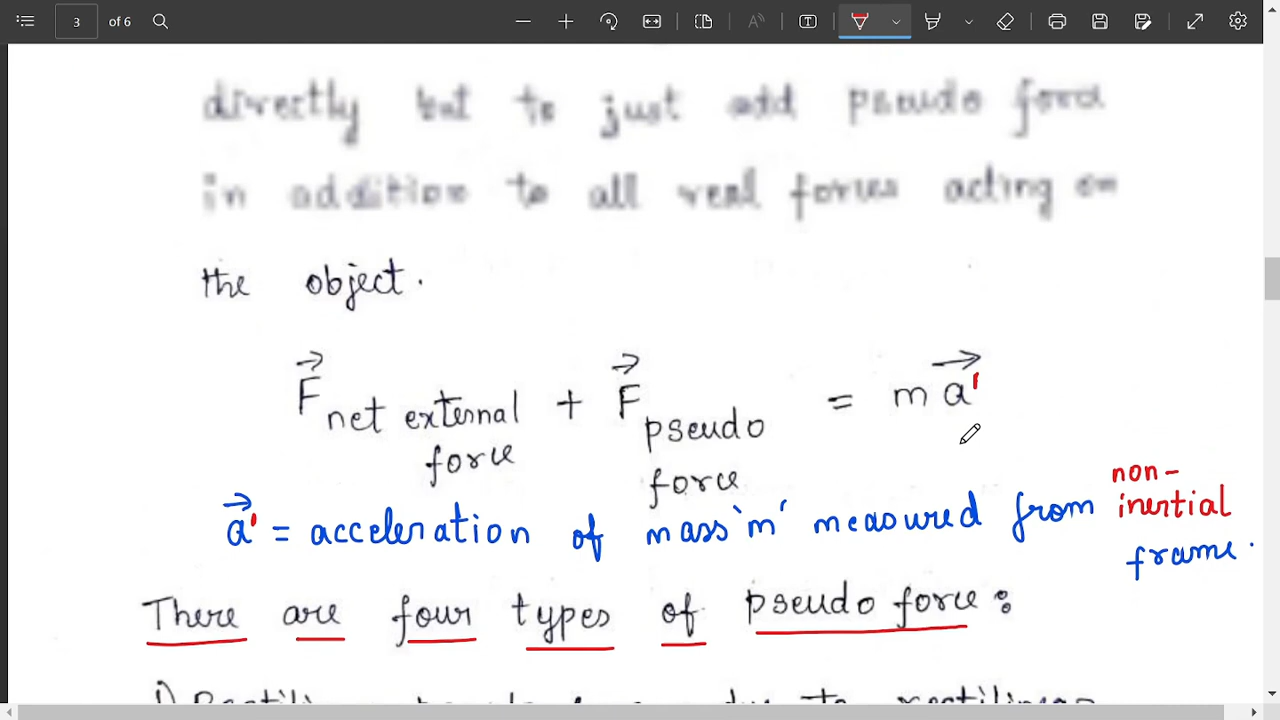 3 of 6
directly but to just add pseudo force
in addition to all real forces acting on
the object.
F⃗ net external force + F⃗ pseudo force = m a⃗'
a⃗' = acceleration of mass 'm' measured from non-inertial frame.
There are four types of pseudo force: